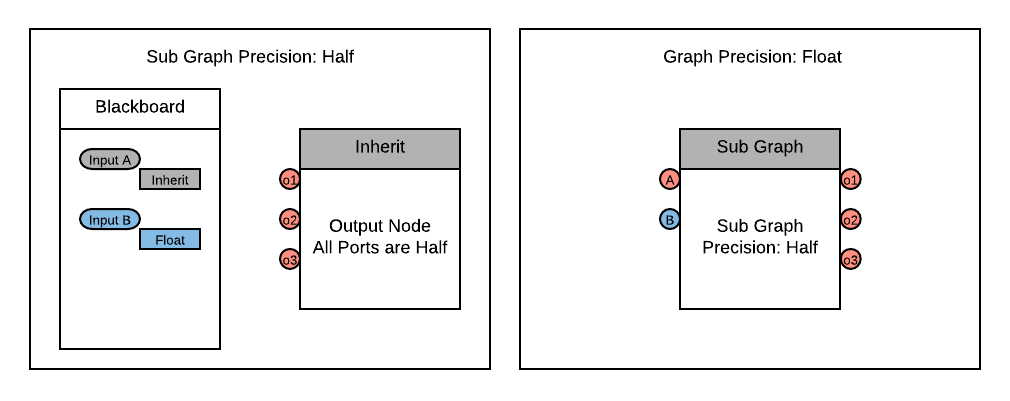 Sub Graph Precision: Half
Blackboard
Input A
Inherit
Input B
Float
Inherit
o1
o2
o3
Output Node
All Ports are Half
Graph Precision: Float
Sub Graph
A
B
Sub Graph
Precision: Half
o1
o2
o3